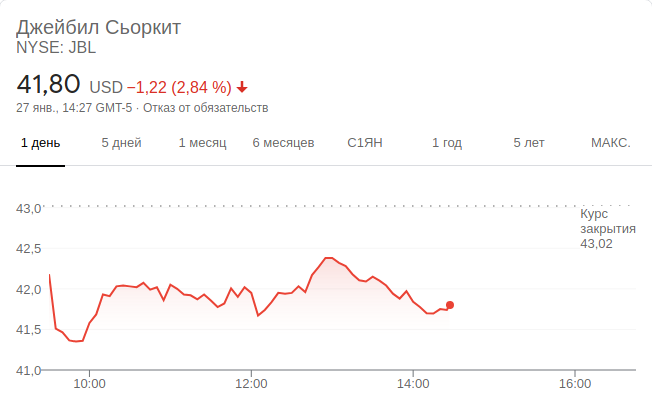 Джейбил Сьоркит
NYSE: JBL
41,80 USD −1,22 (2,84 %)
27 янв., 14:27 GMT-5 · Отказ от обязательств
1 день 5 дней 1 месяц 6 месяцев С1ЯН 1 год 5 лет МАКС.
43,0
Курс
закрытия
43,02
42,5
42,0
41,5
41,0
10:00 12:00 14:00 16:00